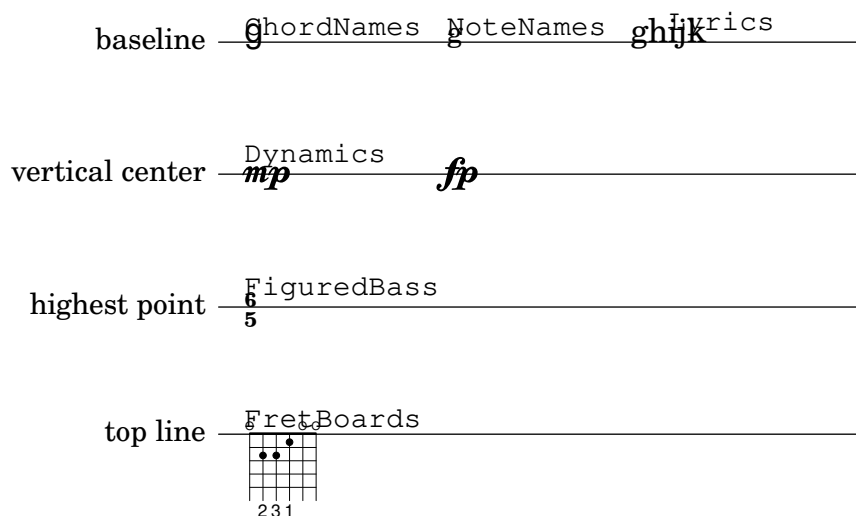 ChordNames NoteNames Lyrics
baseline g g ghijk
Dynamics
vertical center mp fp
FiguredBass
highest point 6
5
FretBoards
top line
231